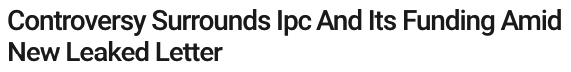 Controversy Surrounds Ipc And Its Funding Amid
New Leaked Letter